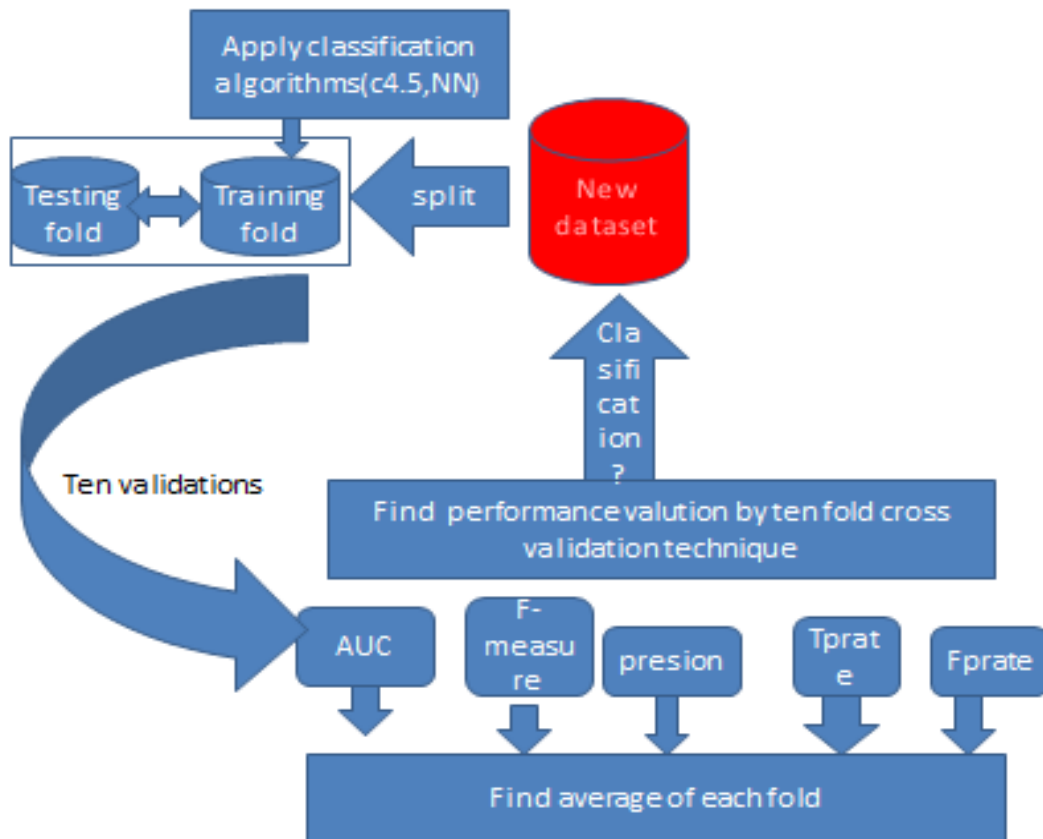 Apply classification
algorithms(c4.5,NN)
Testing
fold
Training
fold
split
New
dataset
Cla
sifi
cat
ion
?
Ten validations
Find performance valution by ten fold cross
validation technique
AUC
F-
measu
re
presion
Tprat
e
Fprate
Find average of each fold